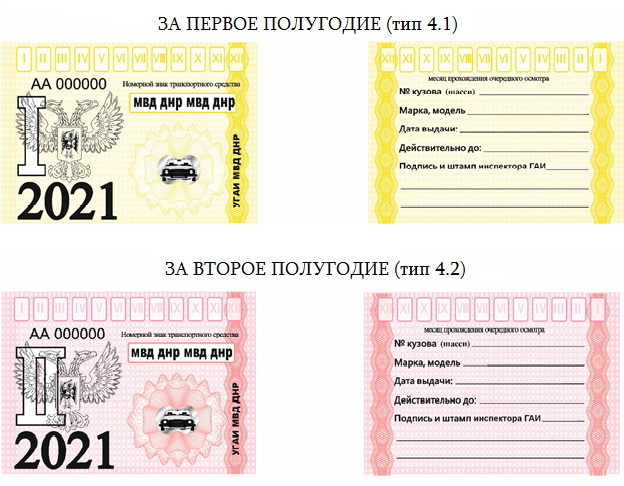 ЗА ПЕРВОЕ ПОЛУГОДИЕ (тип 4.1)
I II III IV V VI VII VIII IX X XI XII
АА 000000
Номерной знак транспортного средства
МВД ДНР МВД ДНР
I
УГАИ МВД ДНР
2021
XII XI X IX VIII VII VI V IV III II I
месяц прохождения очередного осмотра
№ кузова (шасси)
Марка, модель
Дата выдачи:
Действительно до:
Подпись и штамп инспектора ГАИ
ЗА ВТОРОЕ ПОЛУГОДИЕ (тип 4.2)
I II III IV V VI VII VIII IX X XI XII
АА 000000
Номерной знак транспортного средства
МВД ДНР МВД ДНР
II
УГАИ МВД ДНР
2021
XII XI X IX VIII VII VI V IV III II I
месяц прохождения очередного осмотра
№ кузова (шасси)
Марка, модель
Дата выдачи:
Действительно до:
Подпись и штамп инспектора ГАИ